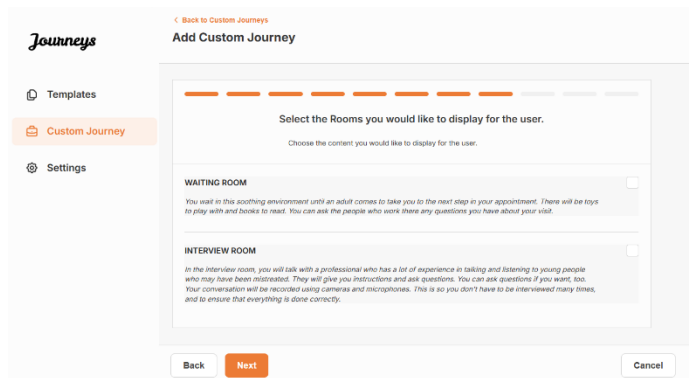 < Back to Custom Journeys
Journeys
Add Custom Journey
Templates
Custom Journey
Settings
Select the Rooms you would like to display for the user.
Choose the content you would like to display for the user.
WAITING ROOM
You wait in this soothing environment until an adult comes to take you to the next step in your appointment. There will be toys
to play with and books to read. You can ask the people who work there any questions you have about your visit.
INTERVIEW ROOM
In the interview room, you will talk with a professional who has a lot of experience in talking and listening to young people
who may have been mistreated. They will give you instructions and ask questions. You can ask questions if you want, too.
Your conversation will be recorded using cameras and microphones. This is so you don't have to be interviewed many times,
and to ensure that everything is done correctly.
Back
Next
Cancel